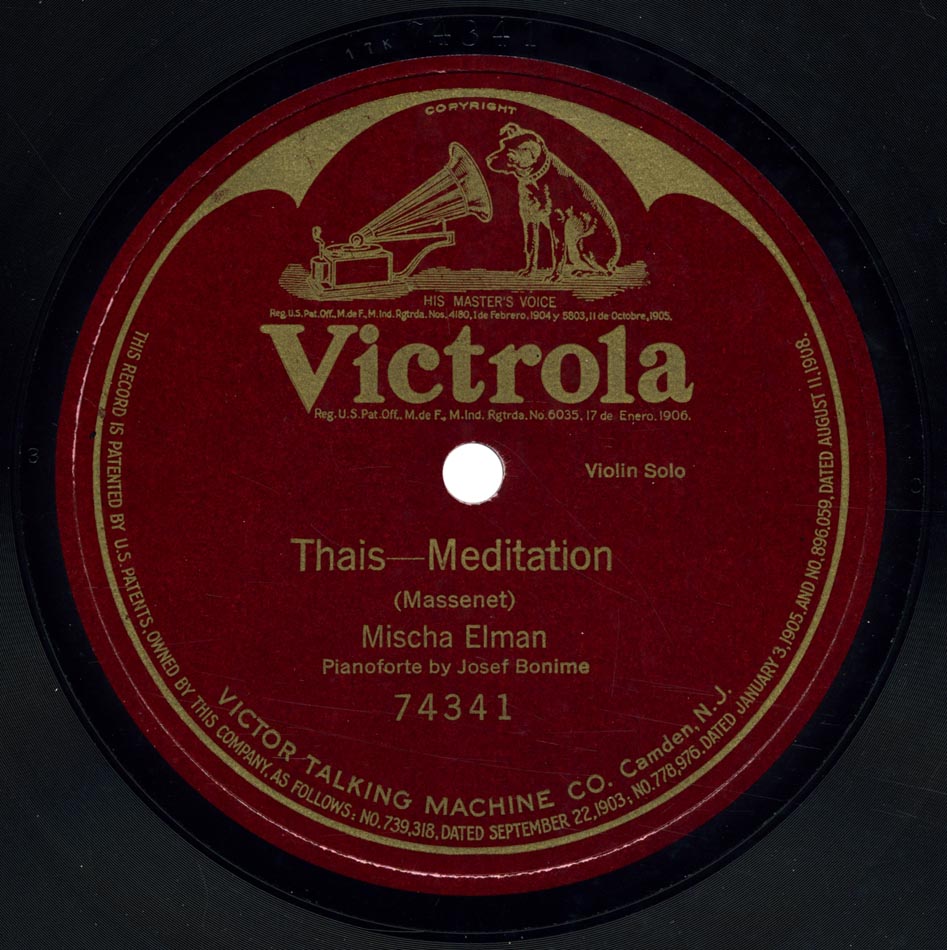 17K 74341
COPYRIGHT
HIS MASTER'S VOICE
Reg. U.S. Pat. Off., M. de F., M. Ind. Rgtrda. Nos. 4180, 1 de Febrero, 1904 y 5803, 11 de Octobre, 1905.
Victrola
Reg. U.S. Pat. Off., M. de F., M. Ind. Rgtrda. No. 6035, 17 de Enero, 1906.
Violin Solo
Thais—Meditation
(Massenet)
Mischa Elman
Pianoforte by Josef Bonime
74341
VICTOR TALKING MACHINE CO. Camden, N. J.
THIS RECORD IS PATENTED BY U.S. PATENTS, OWNED BY THIS COMPANY, AS FOLLOWS: NO. 739,318, DATED SEPTEMBER 22, 1903; NO. 778,976, DATED JANUARY 3, 1905, AND NO. 896,059, DATED AUGUST 11, 1908.